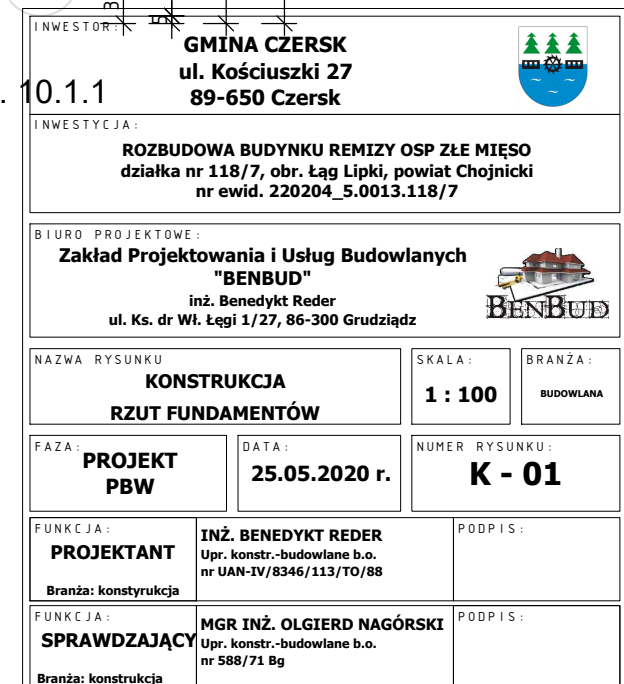 INWESTOR:
GMINA CZERSK
ul. Kościuszki 27
89-650 Czersk
. 10.1.1
INWESTYCJA:
ROZBUDOWA BUDYNKU REMIZY OSP ZŁE MIĘSO
działka nr 118/7, obr. Łąg Lipki, powiat Chojnicki
nr ewid. 220204_5.0013.118/7
BIURO PROJEKTOWE:
Zakład Projektowania i Usług Budowlanych
"BENBUD"
inż. Benedykt Reder
ul. Ks. dr Wł. Łęgi 1/27, 86-300 Grudziądz
BENBUD
NAZWA RYSUNKU
KONSTRUKCJA
RZUT FUNDAMENTÓW
SKALA:
1 : 100
BRANŻA:
BUDOWLANA
FAZA:
PROJEKT
PBW
DATA:
25.05.2020 r.
NUMER RYSUNKU:
K - 01
FUNKCJA:
PROJEKTANT
Branża: konstyrukcja
INŻ. BENEDYKT REDER
Upr. konstr.-budowlane b.o.
nr UAN-IV/8346/113/TO/88
PODPIS:
FUNKCJA:
SPRAWDZAJĄCY
Branża: konstrukcja
MGR INŻ. OLGIERD NAGÓRSKI
Upr. konstr.-budowlane b.o.
nr 588/71 Bg
PODPIS: